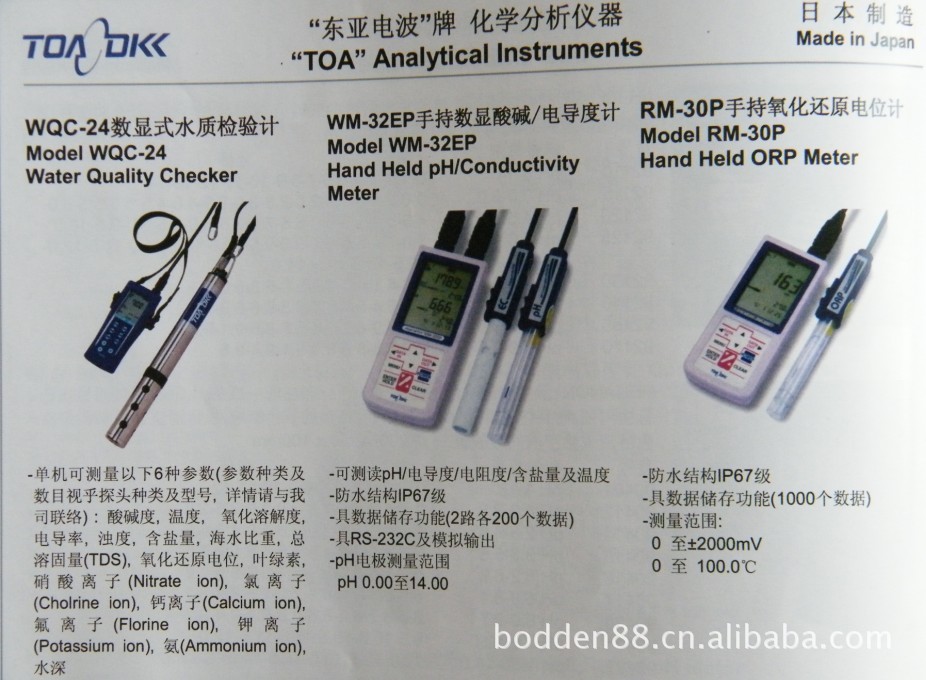 TOA DKK
“东亚电波”牌 化学分析仪器
“TOA” Analytical Instruments
日本制造
Made in Japan
WQC-24数显式水质检验计
Model WQC-24
Water Quality Checker
WM-32EP手持数显酸碱/电导度计
Model WM-32EP
Hand Held pH/Conductivity
Meter
RM-30P手持氧化还原电位计
Model RM-30P
Hand Held ORP Meter
TOA DKK
EC
pH
CLEAR
163
ORP
CLEAR
-单机可测量以下6种参数(参数种类及
数目视乎探头种类及型号, 详情请与我
司联络) : 酸碱度, 温度, 氧化溶解度,
电导率, 浊度, 含盐量, 海水比重, 总
溶固量(TDS), 氧化还原电位, 叶绿素,
硝酸离子(Nitrate ion), 氯离子
(Cholrine ion), 钙离子(Calcium ion),
氟离子(Florine ion), 钾离子
(Potassium ion), 氨(Ammonium ion),
水深
-可测读pH/电导度/电阻度/含盐量及温度
-防水结构IP67级
-具数据储存功能(2路各200个数据)
-具RS-232C及模拟输出
-pH电极测量范围
pH 0.00至14.00
-防水结构IP67级
-具数据储存功能(1000个数据)
-测量范围:
0 至±2000mV
0 至 100.0℃
bodden88.cn.alibaba.com